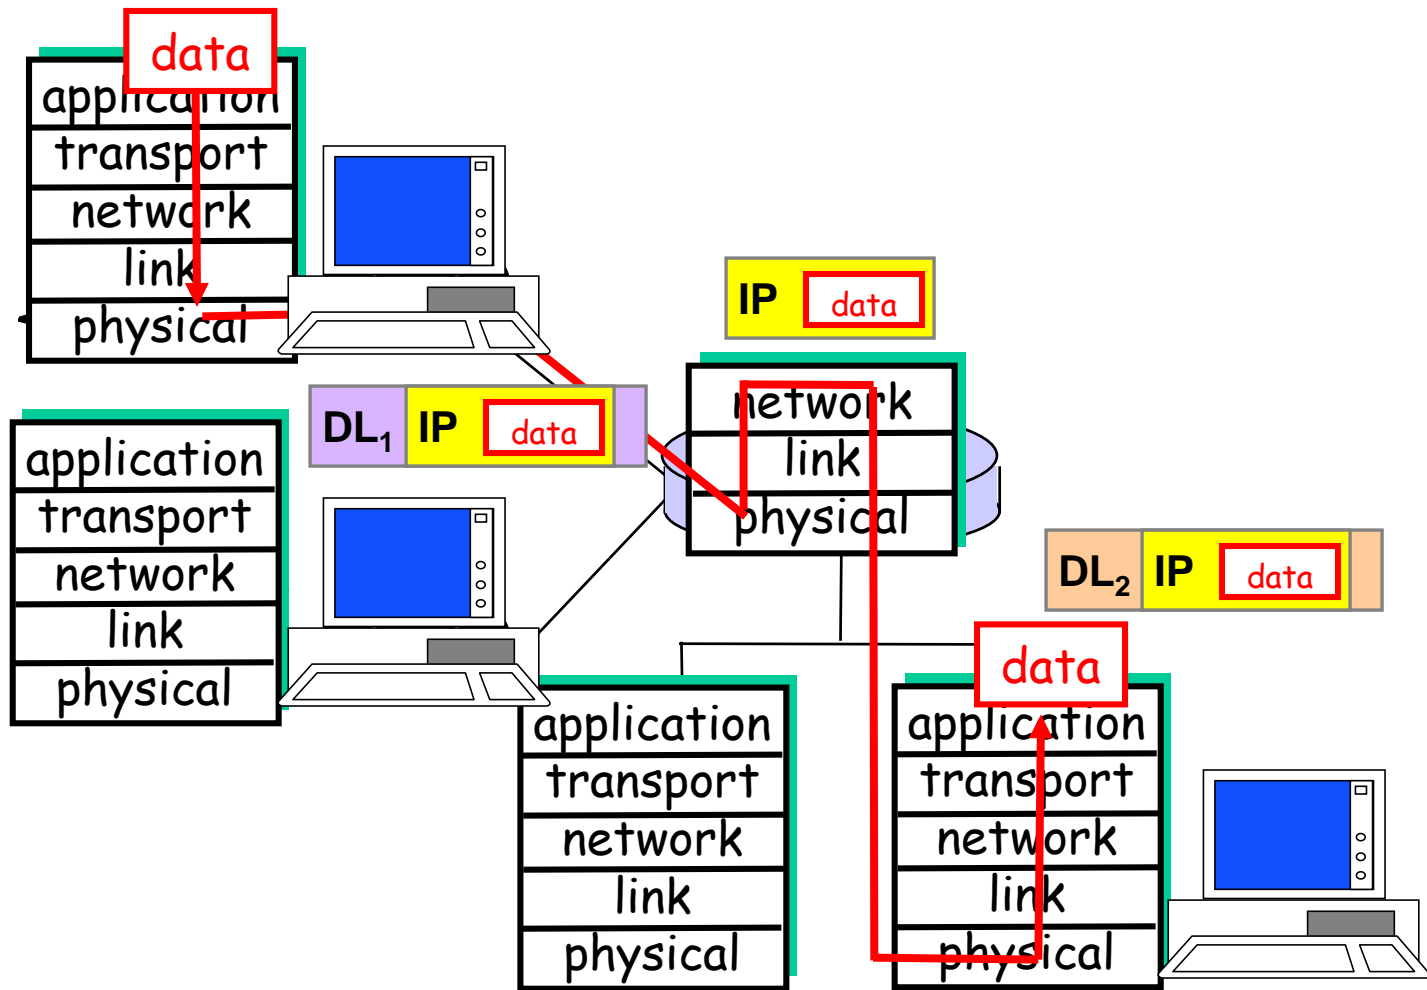 data
application
transport
network
link
physical
IP data
DL1 IP data
network
link
physical
application
transport
network
link
physical
DL2 IP data
data
application
transport
network
link
physical
application
transport
network
link
physical